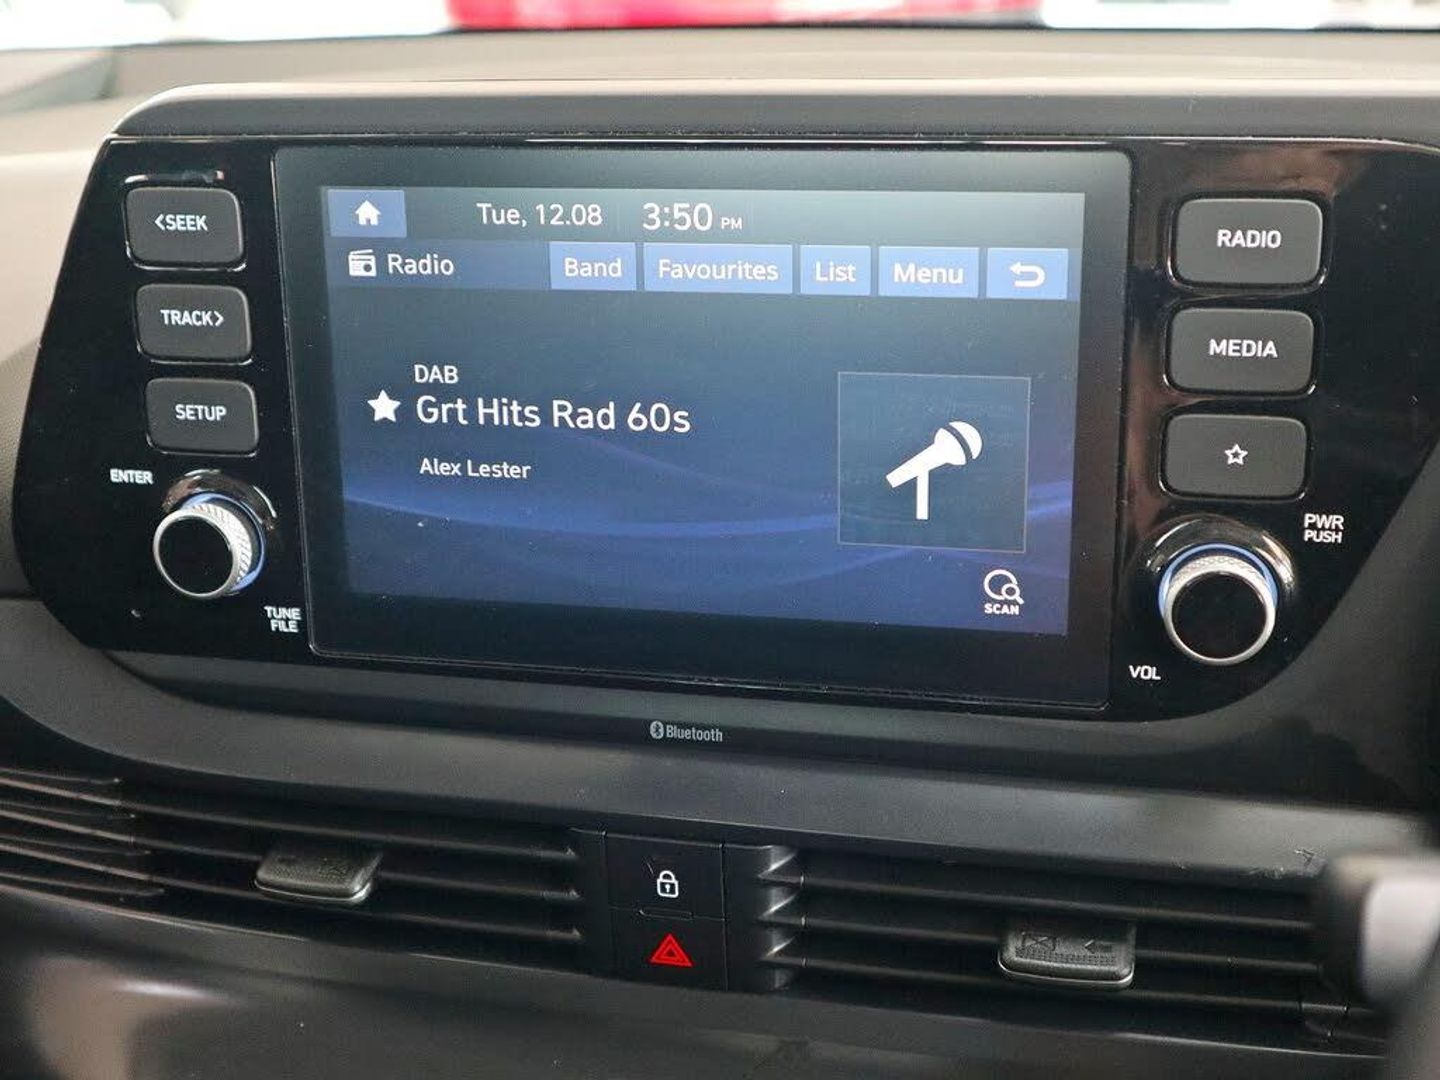 <SEEK
TRACK>
SETUP
ENTER
TUNE
FILE
Tue, 12.08 3:50 PM
Radio Band Favourites List Menu
DAB
Grt Hits Rad 60s
Alex Lester
SCAN
RADIO
MEDIA
PWR
PUSH
VOL
Bluetooth